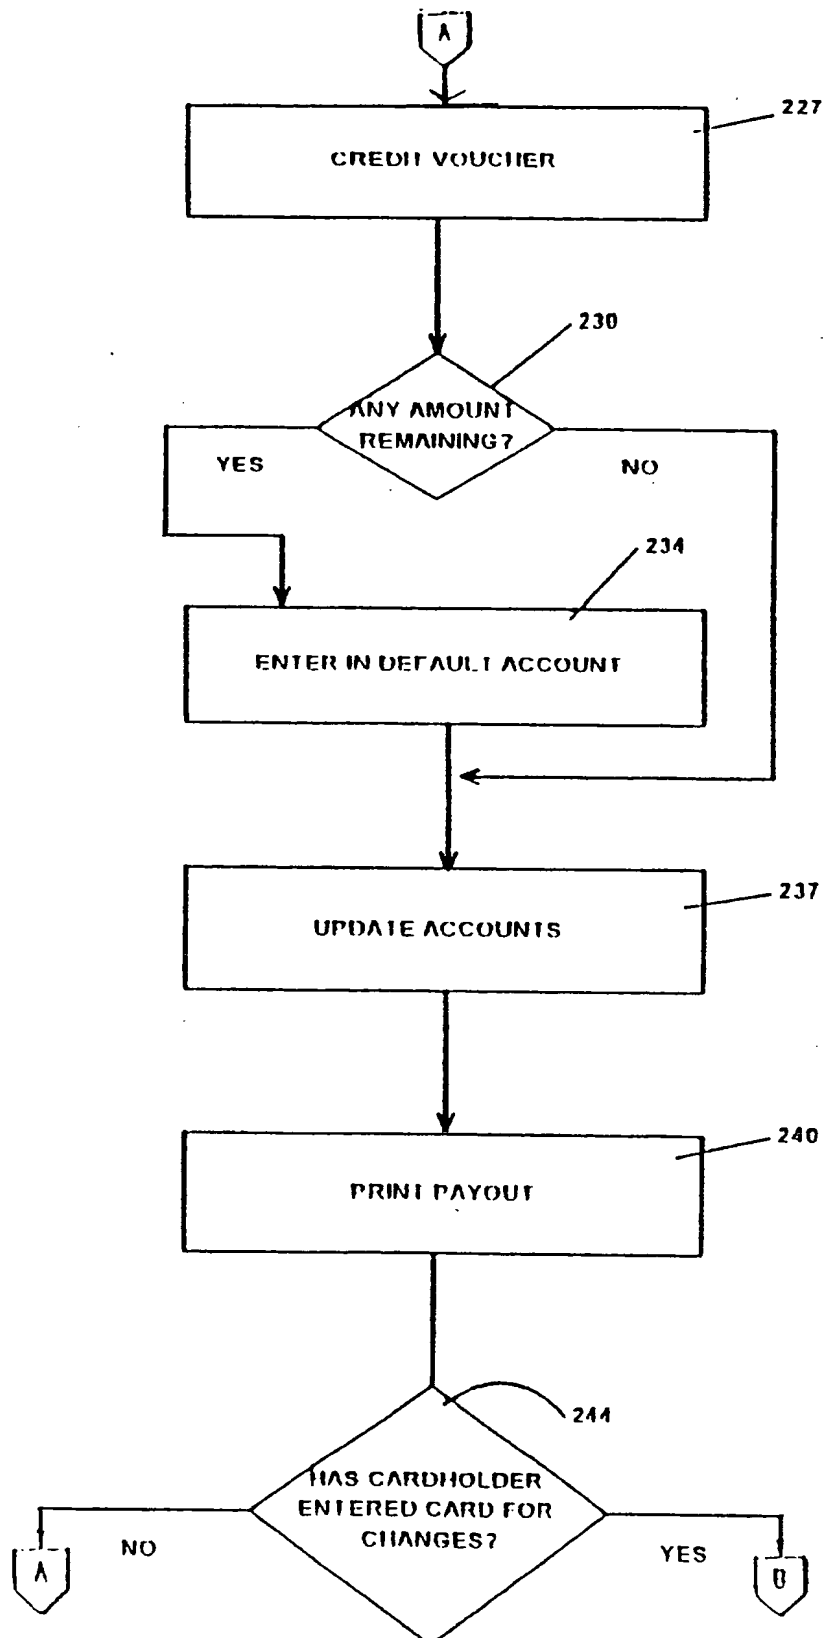 A
227
CREDIT VOUCHER
230
ANY AMOUNT
REMAINING?
YES
NO
234
ENTER IN DEFAULT ACCOUNT
237
UPDATE ACCOUNTS
240
PRINT PAYOUT
244
HAS CARDHOLDER
ENTERED CARD FOR
CHANGES?
NO
YES
A
B